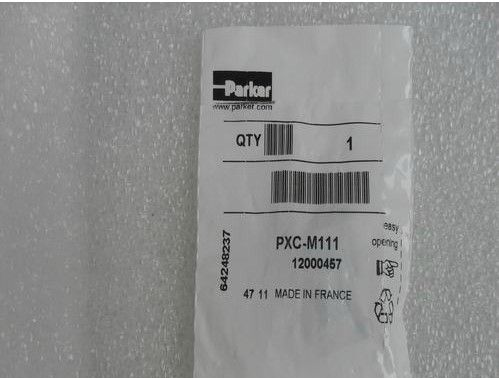 Parker
www.parker.com
QTY 1
easy
opening
PXC-M111
12000457
64248237
47 11 MADE IN FRANCE